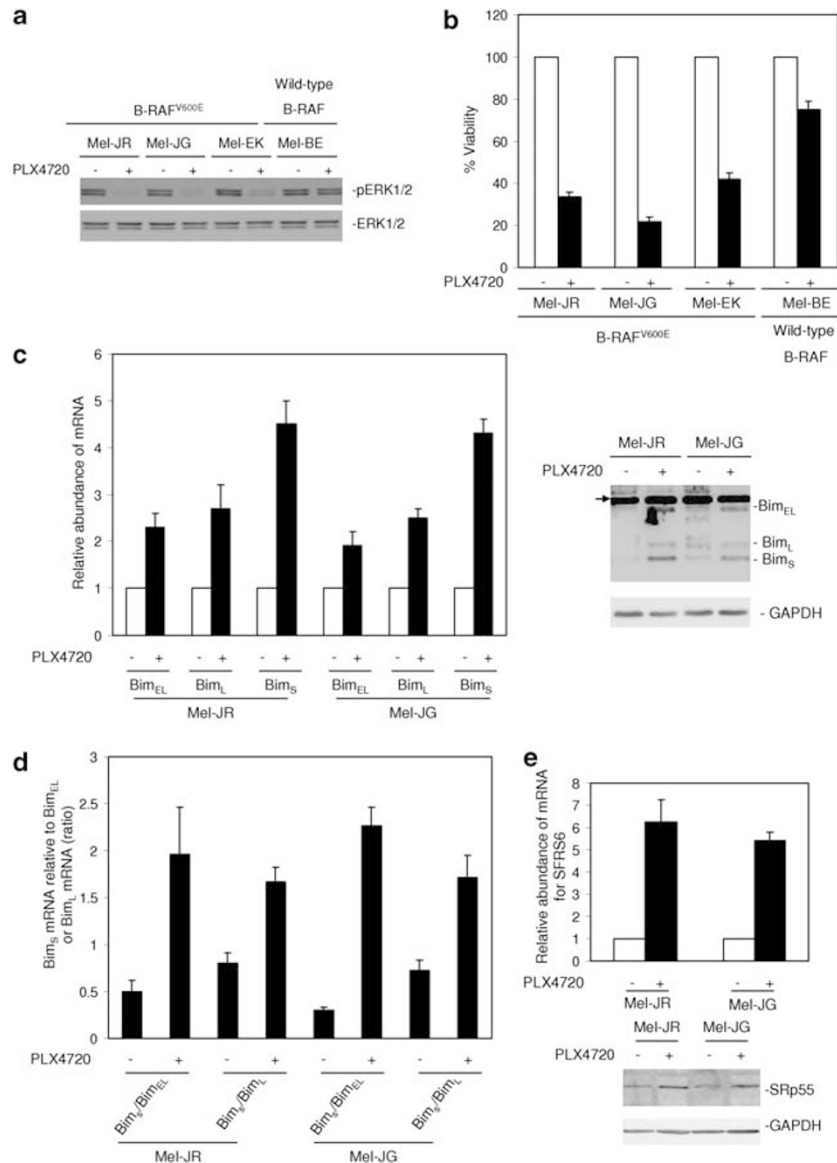 a
Wild-type
B-RAFV600E B-RAF
Mel-JR Mel-JG Mel-EK Mel-BE
PLX4720 - + - + - + - +
-pERK1/2
-ERK1/2
b
% Viability
120
100
80
60
40
20
0
PLX4720 - + - + - + - +
Mel-JR Mel-JG Mel-EK Mel-BE
B-RAFV600E Wild-type
B-RAF
c
Relative abundance of mRNA
6
5
4
3
2
1
0
PLX4720 - + - + - + - + - + - +
BimEL BimL BimS BimEL BimL BimS
Mel-JR Mel-JG
Mel-JR Mel-JG
PLX4720 - + - +
-BimEL
- BimL
- BimS
- GAPDH
d
BimS mRNA relative to BimEL
or BimL mRNA (ratio)
3
2.5
2
1.5
1
0.5
0
PLX4720 - + - + - + - +
Bims/BimEL Bims/BimL Bims/BimEL Bims/BimL
Mel-JR Mel-JG
e
Relative abundance of mRNA
for SFRS6
8
7
6
5
4
3
2
1
0
PLX4720 - + - +
Mel-JR Mel-JG
Mel-JR Mel-JG
PLX4720 - + - +
-SRp55
-GAPDH